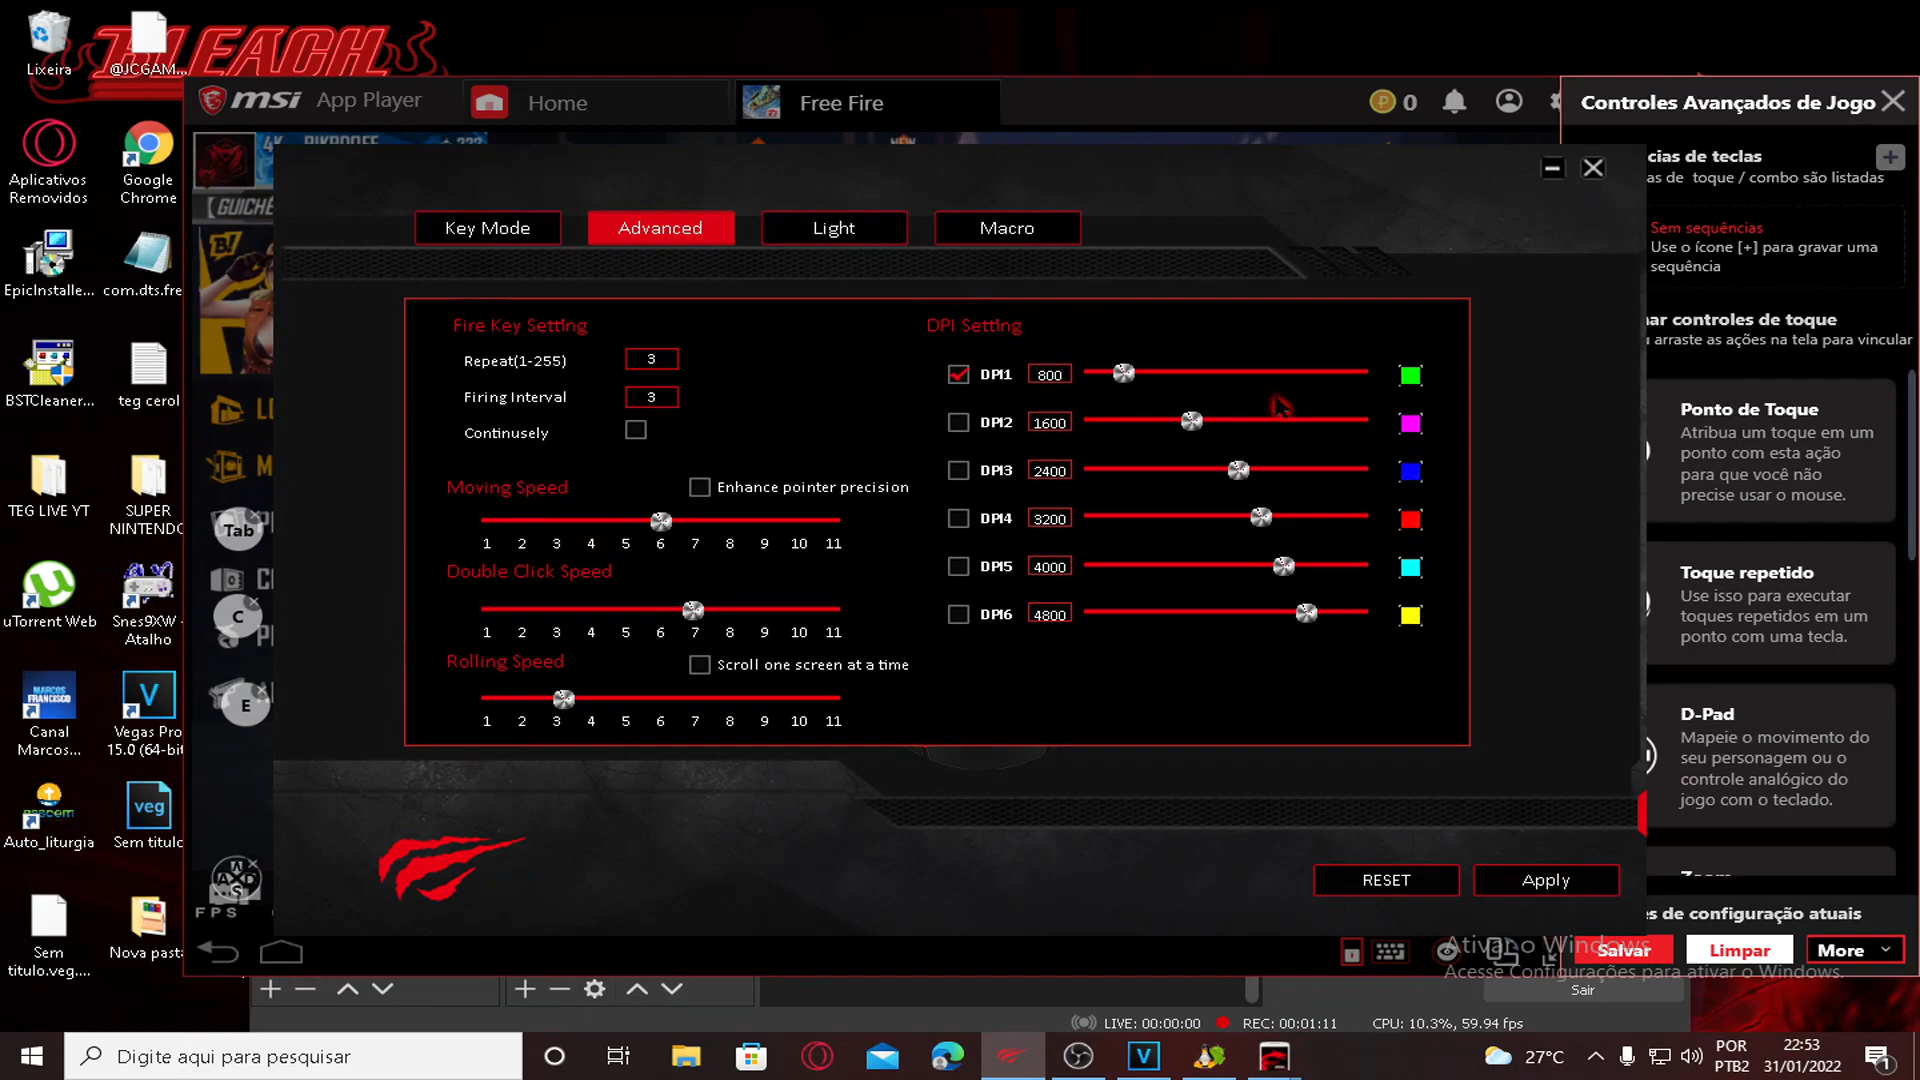 BLEACH
Lixeira
@JCGAM...
Aplicativos
Removidos
Google
Chrome
EpicInstalle...
com.dts.fre
BSTCleaner...
teg cerol
TEG LIVE YT
SUPER
NINTENDO
uTorrent Web
Snes9XW -
Atalho
MARCOS
FRANCISCO
Canal
Marcos...
Vegas Pro
15.0 (64-bit
Auto_liturgia
veg
Sem titulo
Sem
titulo.veg....
Nova pasta
msi App Player
Home
Free Fire
0
GUICHÊ
NEW
Tab
C
E
FPS
Key Mode
Advanced
Light
Macro
Fire Key Setting
Repeat(1-255)
3
Firing Interval
3
Continusely
Moving Speed
Enhance pointer precision
1 2 3 4 5 6 7 8 9 10 11
Double Click Speed
1 2 3 4 5 6 7 8 9 10 11
Rolling Speed
Scroll one screen at a time
1 2 3 4 5 6 7 8 9 10 11
DPI Setting
DPI1 800
DPI2 1600
DPI3 2400
DPI4 3200
DPI5 4000
DPI6 4800
RESET
Apply
Controles Avançados de Jogo
cias de teclas
as de toque / combo são listadas
Sem sequências
Use o ícone [+] para gravar uma
sequência
nar controles de toque
u arraste as ações na tela para vincular
Ponto de Toque
Atribua um toque em um
ponto com esta ação
para que você não
precise usar o mouse.
Toque repetido
Use isso para executar
toques repetidos em um
ponto com uma tecla.
D-Pad
Mapeie o movimento do
seu personagem ou o
controle analógico do
jogo com o teclado.
es de configuração atuais
Salvar
Limpar
More
Ativar o Windows
Acesse Configurações para ativar o Windows.
Sair
LIVE: 00:00:00
REC: 00:01:11
CPU: 10.3%, 59.94 fps
Digite aqui para pesquisar
27°C
POR
PTB2
22:53
31/01/2022
1